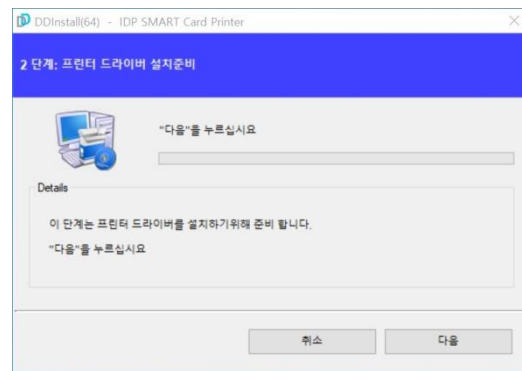 DDInstall(64) - IDP SMART Card Printer
2 단계: 프린터 드라이버 설치준비
"다음"을 누르십시요
Details
이 단계는 프린터 드라이버를 설치하기위해 준비 합니다.
"다음"을 누르십시요
취소
다음